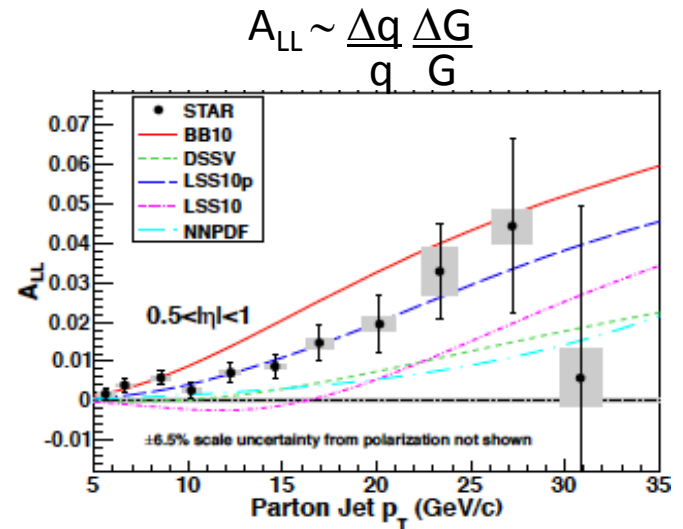 A_LL ~ Δq/q ΔG/G
STAR
BB10
DSSV
LSS10p
LSS10
NNPDF
A_LL
0.07
0.06
0.05
0.04
0.03
0.02
0.01
0
-0.01
0.5<|η|<1
±6.5% scale uncertainty from polarization not shown
5 10 15 20 25 30 35
Parton Jet p_T (GeV/c)